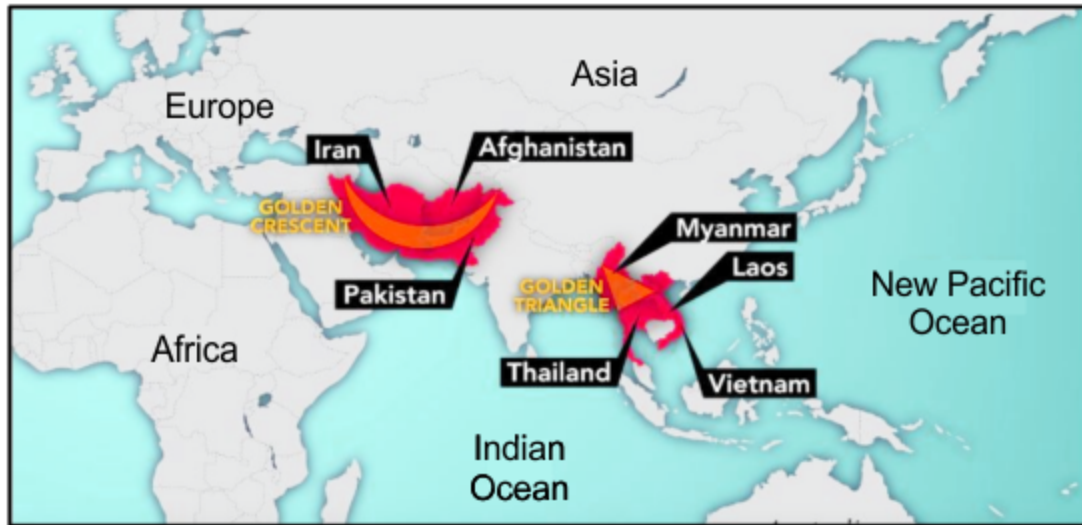 Asia
Europe
Iran
Afghanistan
GOLDEN
CRESCENT
Myanmar
Laos
Pakistan
GOLDEN
TRIANGLE
New Pacific
Ocean
Africa
Thailand
Vietnam
Indian
Ocean